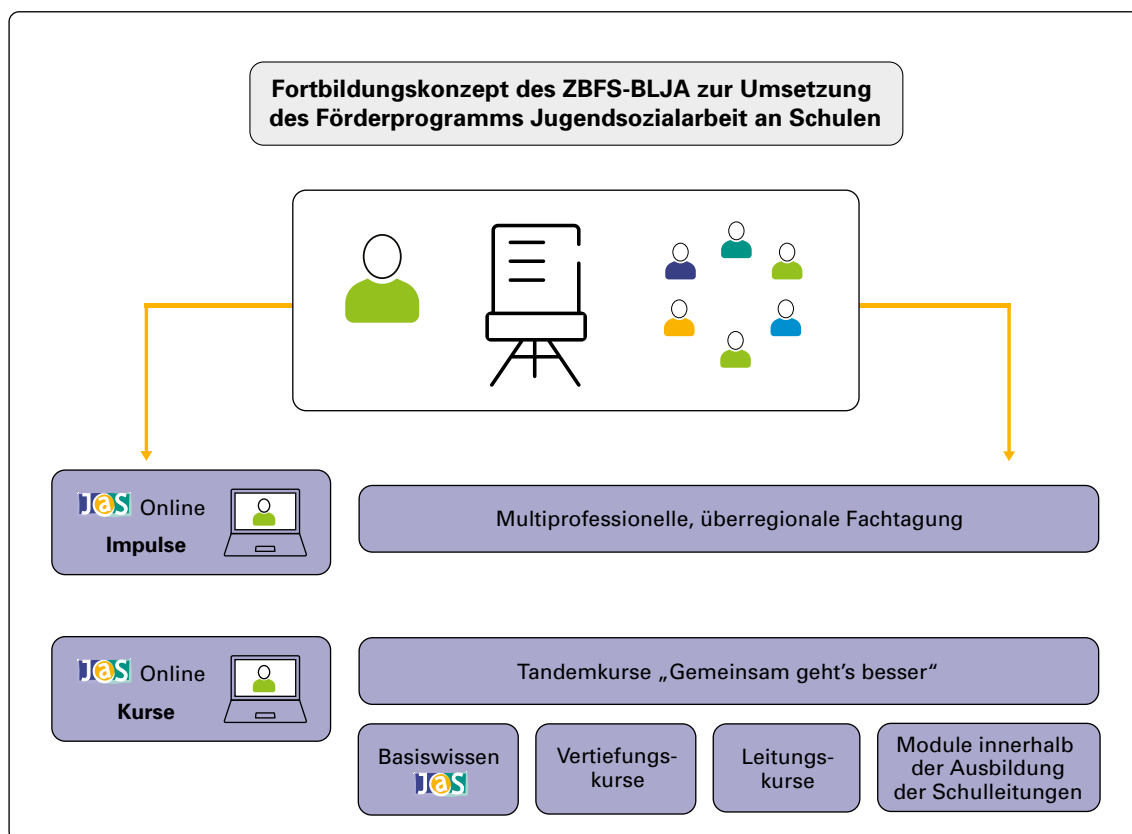 Fortbildungskonzept des ZBFS-BLJA zur Umsetzung
des Förderprogramms Jugendsozialarbeit an Schulen
JaS Online
Impulse
Multiprofessionelle, überregionale Fachtagung
JaS Online
Kurse
Tandemkurse „Gemeinsam geht's besser“
Basiswissen
JaS
Vertiefungs-
kurse
Leitungs-
kurse
Module innerhalb
der Ausbildung
der Schulleitungen